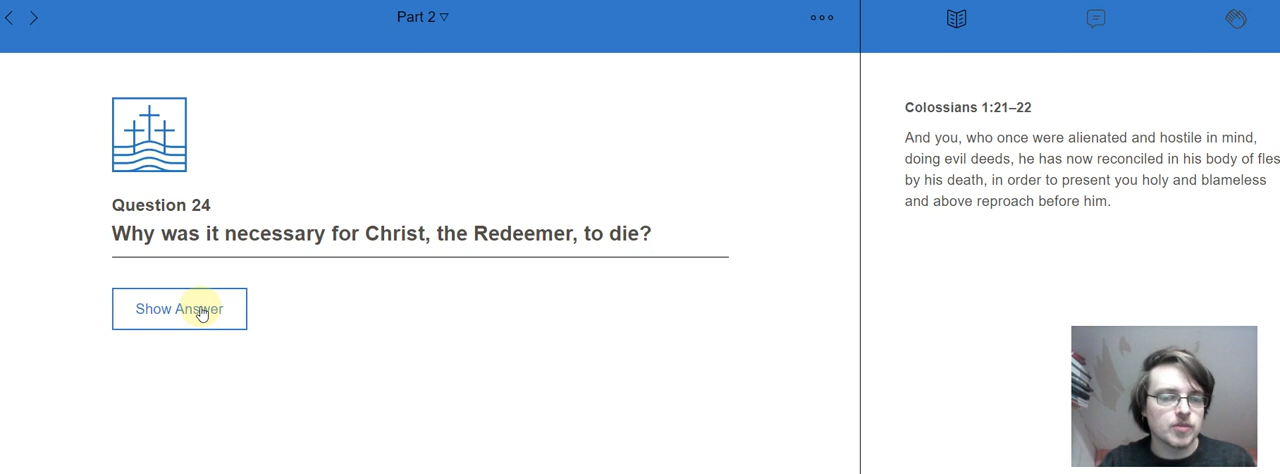 Part 2 ▽
Question 24
Why was it necessary for Christ, the Redeemer, to die?
Show Answer
Colossians 1:21–22
And you, who once were alienated and hostile in mind,
doing evil deeds, he has now reconciled in his body of fles
by his death, in order to present you holy and blameless
and above reproach before him.